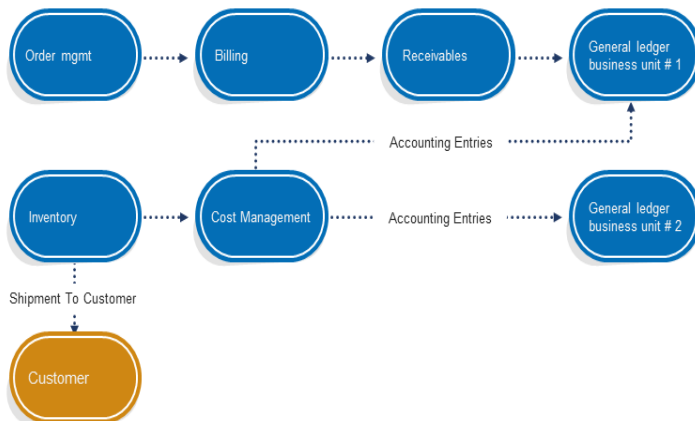 Order mgmt
Billing
Receivables
General ledger
business unit # 1
Accounting Entries
Inventory
Cost Management
Accounting Entries
General ledger
business unit # 2
Shipment To Customer
Customer